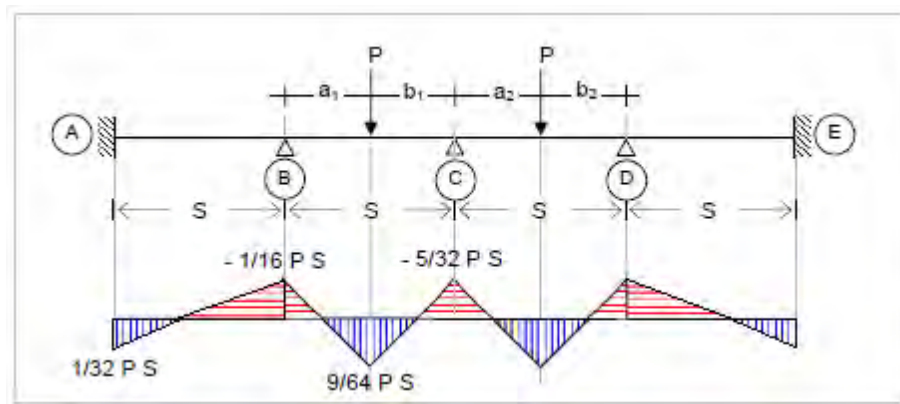 P P
a₁ b₁ a₂ b₂
A E
B C D
S S S S
- 1/16 P S - 5/32 P S
1/32 P S
9/64 P S